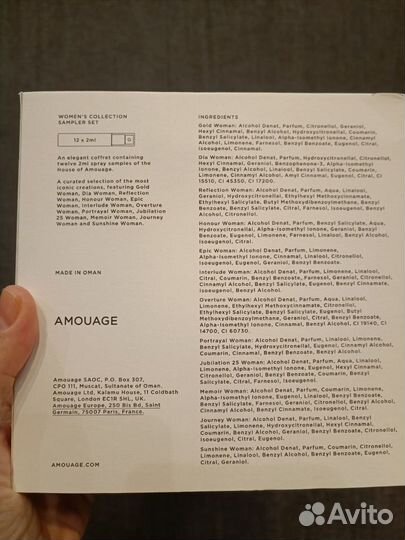 WOMEN'S COLLECTION
SAMPLER SET
12 x 2ml
An elegant coffret containing
twelve 2ml spray samples of the
House of Amouage.
A curated selection of the most
iconic creations, featuring Gold
Woman, Dia Woman, Reflection
Woman, Honour Woman, Epic
Woman, Interlude Woman, Overture
Woman, Portrayal Woman, Jubilation
25 Woman, Memoir Woman, Journey
Woman and Sunshine Woman.
MADE IN OMAN
AMOUAGE
Amouage SAOC, P.O. Box 307,
CPO 111, Muscat, Sultanate of Oman.
Amouage Ltd, Kalamu House, 11 Coldbath
Square, London EC1R 5HL, UK.
Amouage Europe, 250 Bis Bd, Saint
Germain, 75007 Paris, France.
AMOUAGE.COM
INGREDIENTS
Gold Woman: Alcohol Denat, Parfum, Citronellol, Geraniol,
Hexyl Cinnamal, Benzyl Alcohol, Hydroxycitronellal, Coumarin,
Benzyl Salicylate, Linalool, Alpha-Isomethyl Ionone, Cinnamyl
Alcohol, Limonene, Farnesol, Benzyl Benzoate, Eugenol, Citral,
Isoeugenol, Cinnamal.
Dia Woman: Alcohol Denat, Parfum, Hydroxycitronellal, Citronellol,
Alpha-Isomethyl Ionone, Geraniol, Benzophenone-3,
Benzyl Alcohol, Linalool, Benzyl Salicylate, Coumarin,
Limonene, Cinnamyl Alcohol, Amyl Cinnamal, Eugenol, Citral, CI
15510, CI 45350, CI 17200.
Reflection Woman: Alcohol Denat, Parfum, Aqua, Linalool,
Geraniol, Hydroxycitronellal, Ethylhexyl Methoxycinnamate,
Ethylhexyl Salicylate, Butyl Methoxydibenzoylmethane, Benzyl
Benzoate, Benzyl Salicylate, Citral, Farnesol, Isoeugenol, Benzyl
Alcohol, Citronellol.
Honour Woman: Alcohol Denat, Parfum, Benzyl Salicylate, Aqua,
Hydroxycitronellal, Alpha-Isomethyl Ionone, Geraniol, Benzyl
Benzoate, Eugenol, Limonene, Farnesol, Linalool, Benzyl Alcohol,
Isoeugenol, Citral.
Epic Woman: Alcohol Denat, Parfum, Limonene,
Alpha-Isomethyl Ionone, Linalool, Citronellol, Coumarin,
Eugenol, Cinnamal, Geraniol, Benzyl Benzoate.
Interlude Woman: Alcohol Denat, Parfum, Limonene, Linalool,
Citral, Coumarin, Hydroxycitronellal, Cinnamyl Alcohol, Farnesol,
Geraniol, Benzyl Salicylate, Eugenol, Benzyl Benzoate, Cinnamal,
Isoeugenol, Benzyl Alcohol.
Overture Woman: Alcohol Denat, Parfum, Aqua, Linalool,
Limonene, Ethylhexyl Methoxycinnamate, Citronellol,
Ethylhexyl Salicylate, Benzyl Salicylate, Eugenol, Butyl
Methoxydibenzoylmethane, Geraniol, Citral, Benzyl Benzoate,
Alpha-Isomethyl Ionone, Cinnamal, Benzyl Alcohol, CI 19140, CI
14700, CI 60730.
Portrayal Woman: Alcohol Denat, Parfum, Linalool,
Hydroxycitronellal, Eugenol, Geraniol, Cinnamyl Alcohol,
Coumarin, Cinnamal, Benzyl Benzoate, Benzyl Alcohol.
Jubilation 25 Woman: Alcohol Denat, Parfum, Aqua, Linalool,
Limonene, Alpha-Isomethyl Ionone, Eugenol, Hexyl Cinnamal,
Citronellol, Geraniol, Benzyl Benzoate, Coumarin, Benzyl
Salicylate, Citral, Farnesol.
Memoir Woman: Alcohol Denat, Parfum, Limonene, Linalool,
Coumarin, Alpha-Isomethyl Ionone, Isoeugenol, Benzyl
Salicylate, Farnesol, Geraniol, Citronellol, Benzyl Benzoate,
Cinnamyl Alcohol, Cinnamal, Benzyl Alcohol, Citral, Eugenol.
Journey Woman: Alcohol Denat, Parfum, Linalool, Benzyl
Salicylate, Limonene, Hydroxycitronellal, Hexyl Cinnamal,
Coumarin, Benzyl Alcohol, Benzyl Benzoate, Citronellol,
Isoeugenol, Geraniol, Citral, Eugenol.
Sunshine Woman: Alcohol Denat, Parfum, Coumarin, Citronellol,
Limonene, Linalool, Benzyl Alcohol, Benzyl Benzoate, Eugenol,
Citral, Geraniol.
Avito